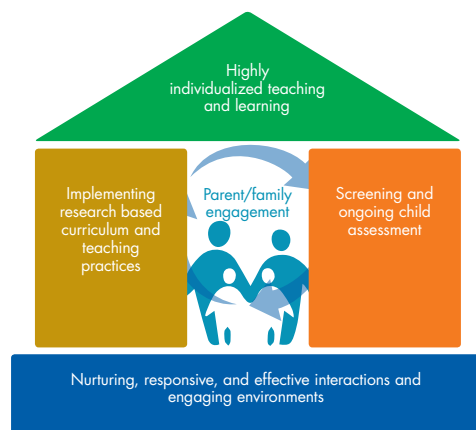 Highly
individualized teaching
and learning
Implementing
research based
curriculum and
teaching
practices
Parent/family
engagement
Screening and
ongoing child
assessment
Nurturing, responsive, and effective interactions and
engaging environments